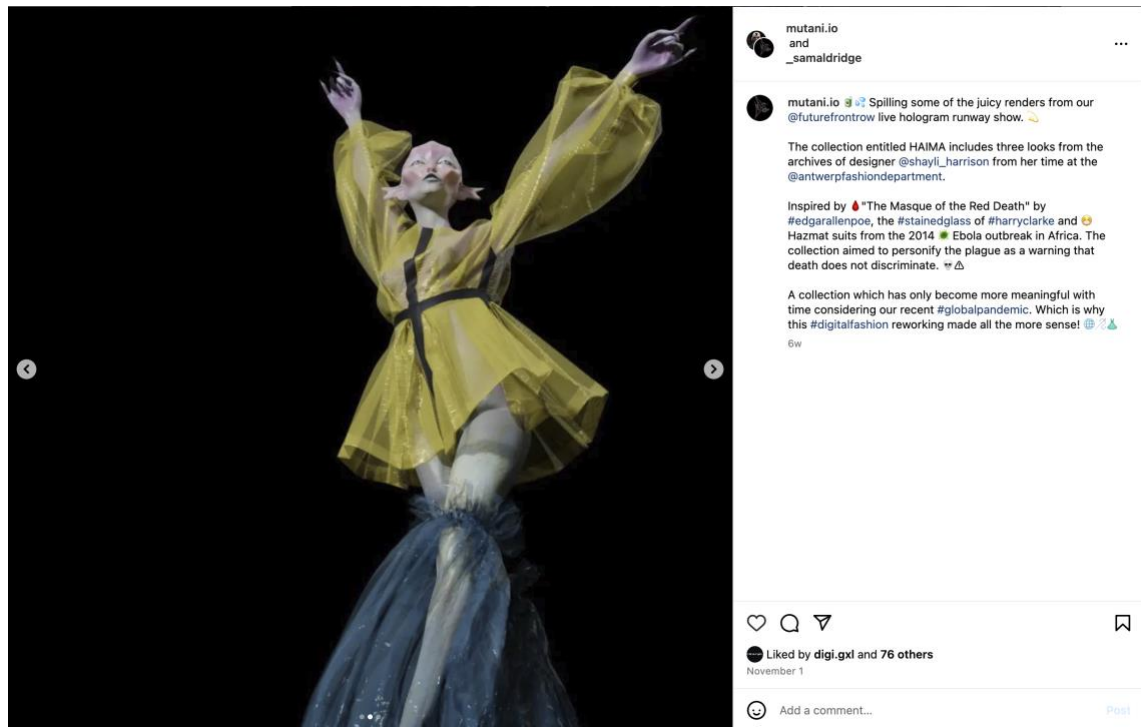 mutani.io
and
_samaldridge
mutani.io 🧃💦 Spilling some of the juicy renders from our
@futurefrontrow live hologram runway show. 💫
The collection entitled HAIMA includes three looks from the
archives of designer @shayli_harrison from her time at the
@antwerpfashiondepartment.
Inspired by 🩸"The Masque of the Red Death" by
#edgarallenpoe, the #stainedglass of #harryclarke and 😷
Hazmat suits from the 2014 🦠 Ebola outbreak in Africa. The
collection aimed to personify the plague as a warning that
death does not discriminate. 💀⚠
A collection which has only become more meaningful with
time considering our recent #globalpandemic. Which is why
this #digitalfashion reworking made all the more sense! 🌐🧷👗
6w
Liked by digi.gxl and 76 others
November 1
Add a comment...
Post